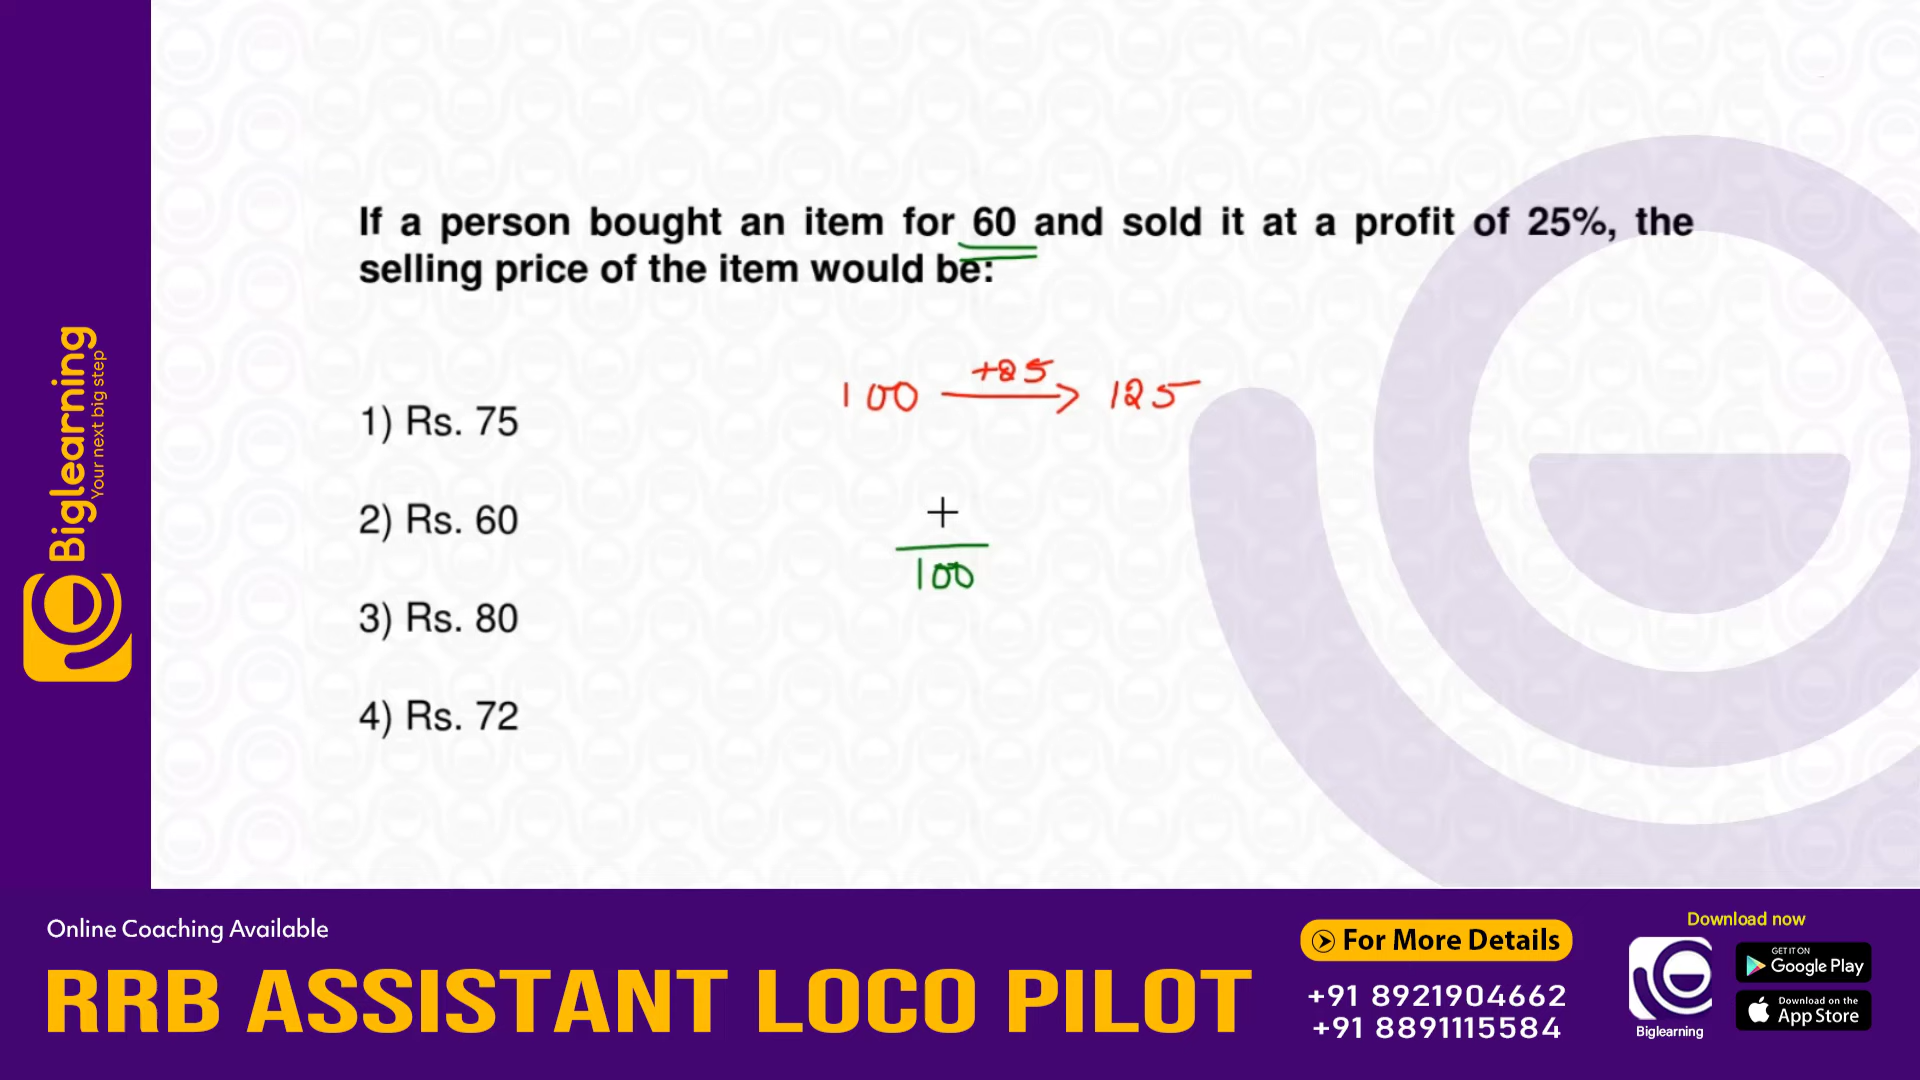 Biglearning
Your next big step
If a person bought an item for 60 and sold it at a profit of 25%, the
selling price of the item would be:
100 +25 125
1) Rs. 75
2) Rs. 60
100
3) Rs. 80
4) Rs. 72
Online Coaching Available
RRB ASSISTANT LOCO PILOT
For More Details
+91 8921904662
+91 8891115584
Download now
Biglearning
GET IT ON
Google Play
Download on the
App Store